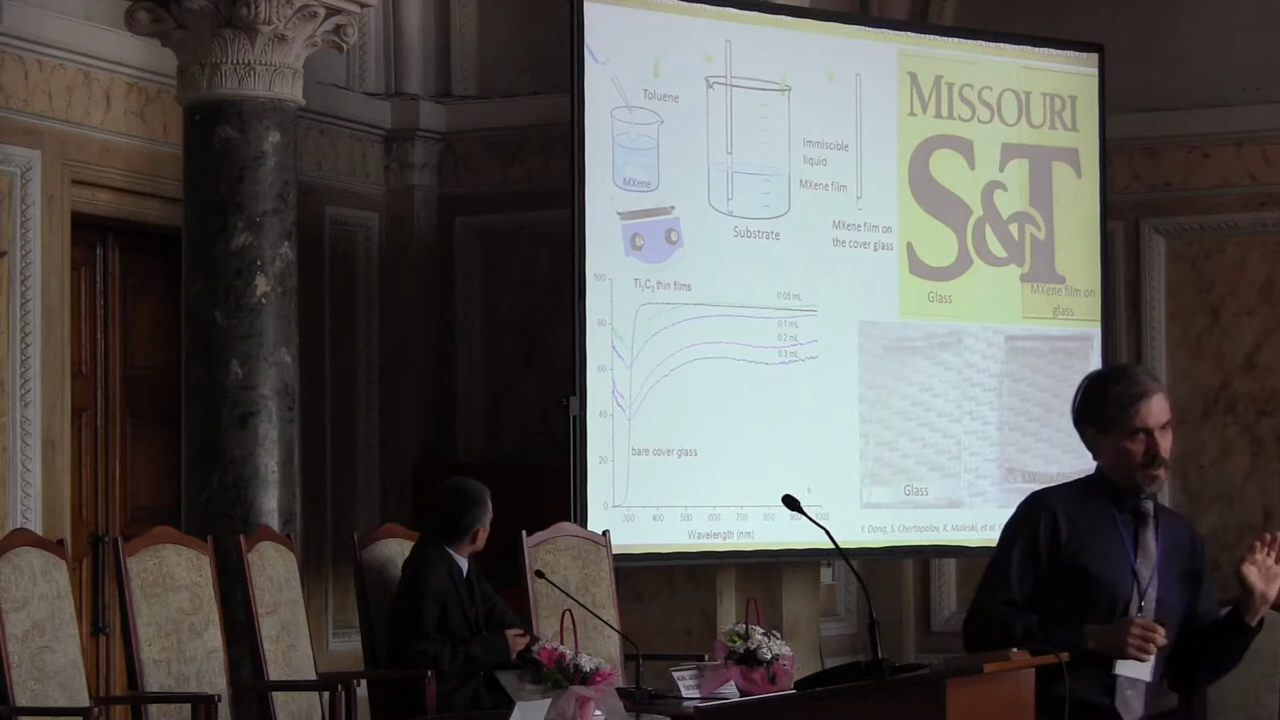 Toluene
MXene
Immiscible
liquid
MXene film
Substrate
MXene film on
the cover glass
MISSOURI
S&T
Glass
MXene film on
glass
Ti3C2 thin films
100
80
60
40
20
0
0.05 mL
0.1 mL
0.2 mL
0.3 mL
bare cover glass
300 400 500 600 700 800 900 1000
Wavelength (nm)
Glass
Y. Dong, S. Chertopalov, K. Maleski, et al.